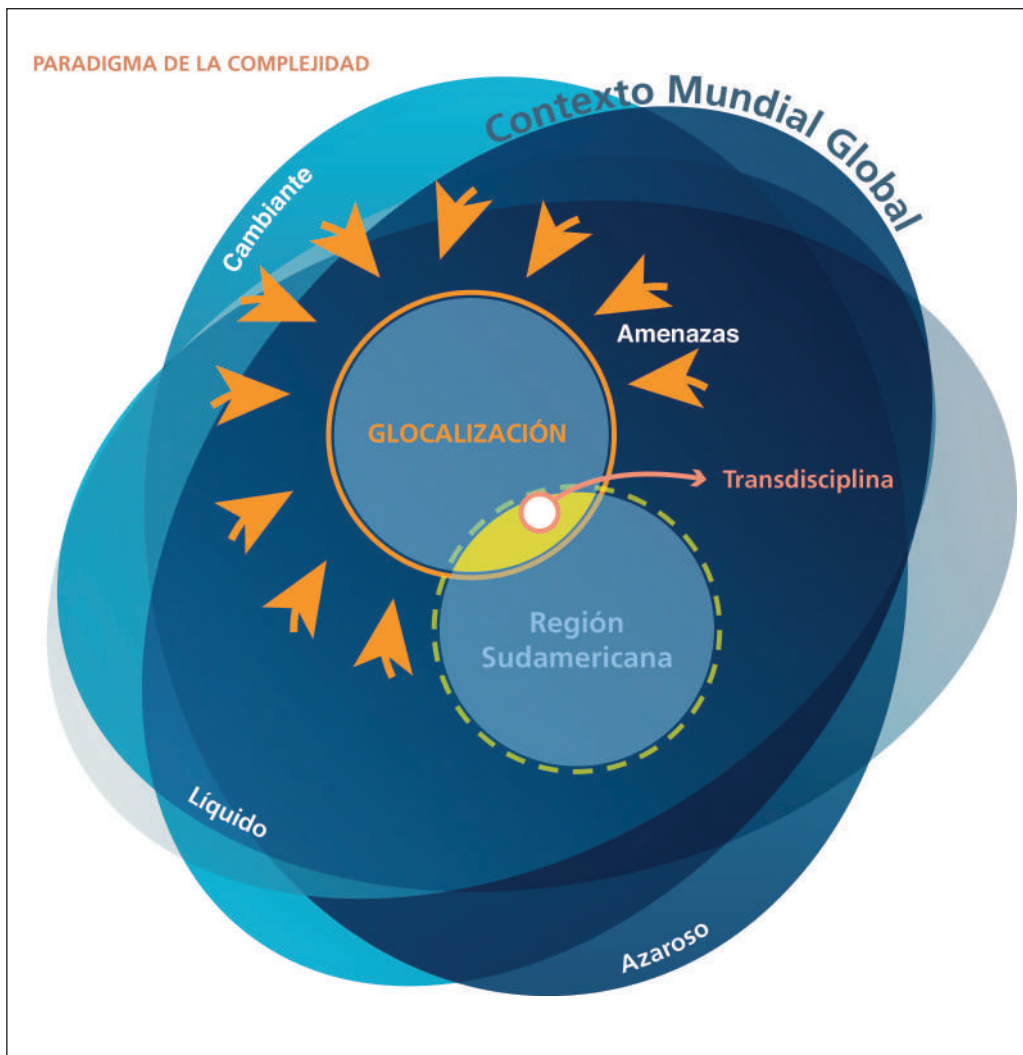 PARADIGMA DE LA COMPLEJIDAD
Contexto Mundial Global
Cambiante
Amenazas
GLOCALIZACIÓN
Transdisciplina
Región
Sudamericana
Líquido
Azaroso